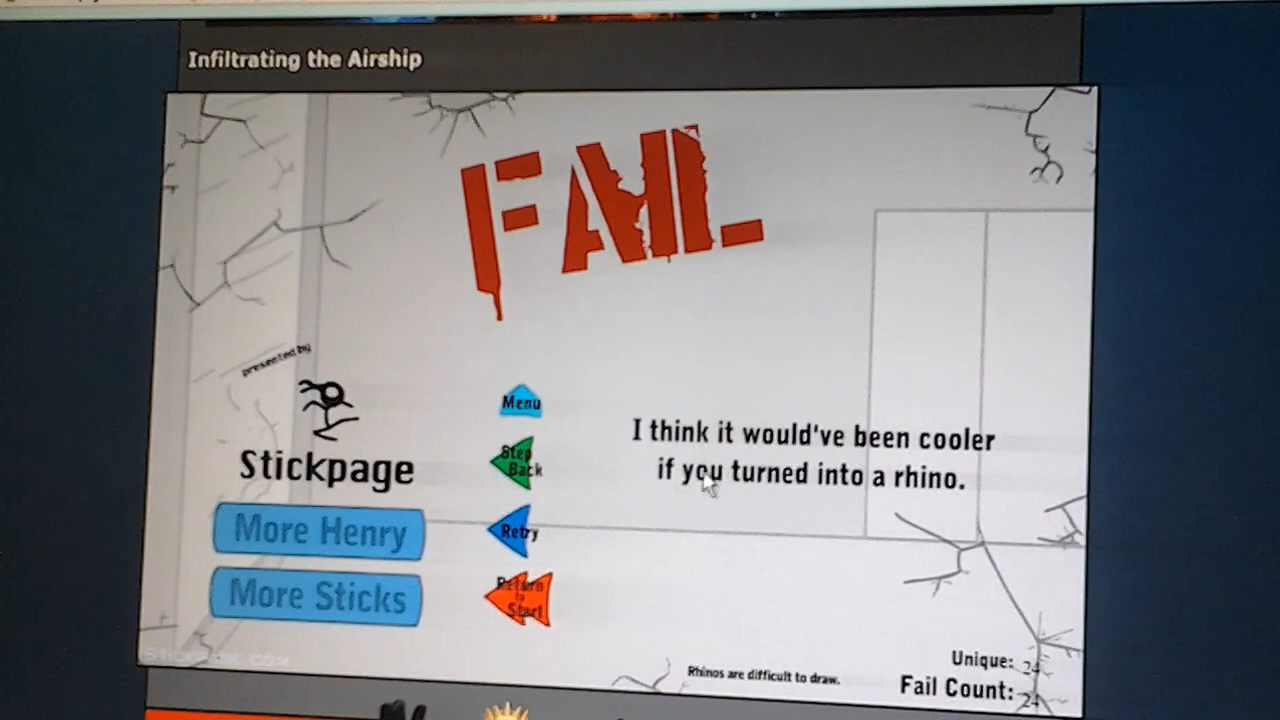 Infiltrating the Airship
FAIL
presented by
Stickpage
More Henry
More Sticks
Menu
Step
Back
Retry
Return
to
Start
I think it would've been cooler
if you turned into a rhino.
Rhinos are difficult to draw.
Unique: 24
Fail Count: 24